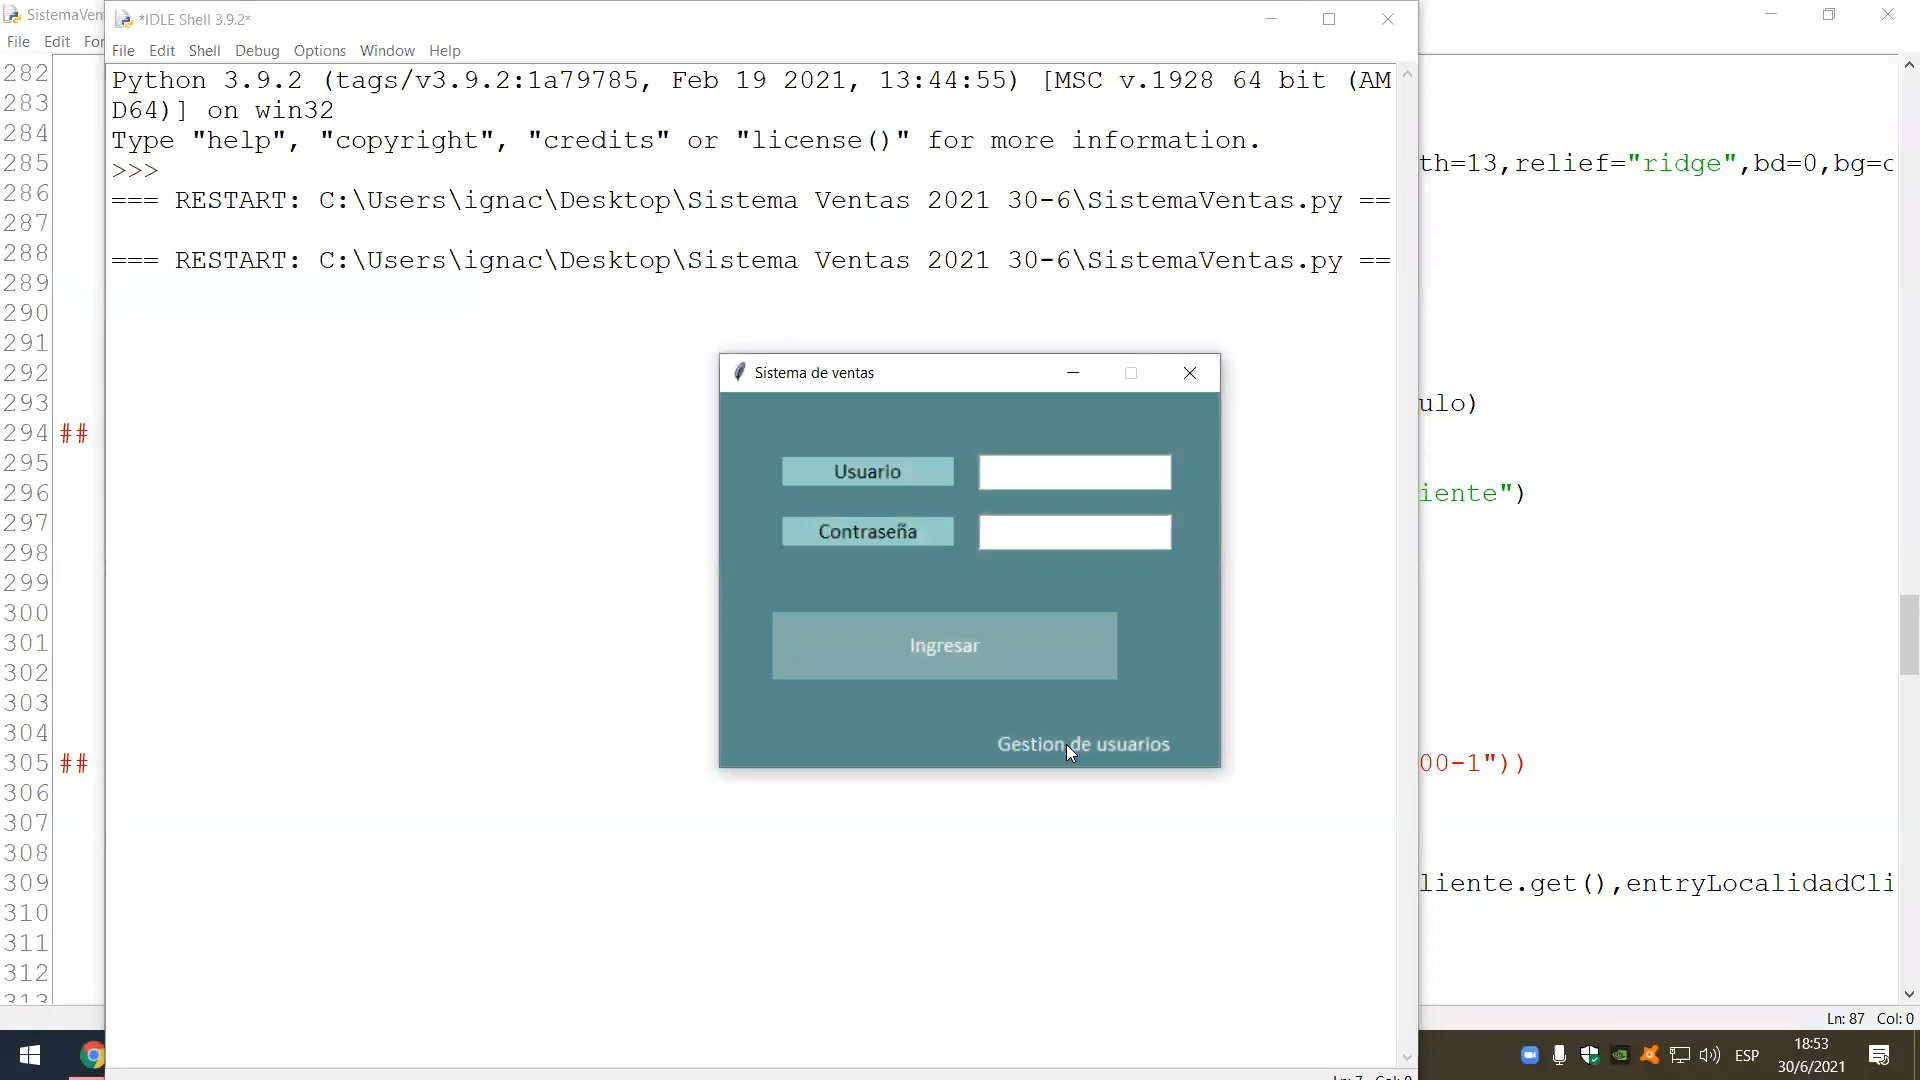 SistemaVen
File Edit For
*IDLE Shell 3.9.2*
File Edit Shell Debug Options Window Help
Python 3.9.2 (tags/v3.9.2:1a79785, Feb 19 2021, 13:44:55) [MSC v.1928 64 bit (AM
D64)] on win32
Type "help", "copyright", "credits" or "license()" for more information.
>>>
=== RESTART: C:\Users\ignac\Desktop\Sistema Ventas 2021 30-6\SistemaVentas.py ==
=== RESTART: C:\Users\ignac\Desktop\Sistema Ventas 2021 30-6\SistemaVentas.py ==
Sistema de ventas
Usuario
Contraseña
Ingresar
Gestion de usuarios
282
283
284
285 th=13,relief="ridge",bd=0,bg=c
286
287
288
289
290
291
292
293 ulo)
294 ##
295
296 iente")
297
298
299
300
301
302
303
304
305 ## 00-1"))
306
307
308
309 liente.get(),entryLocalidadCli
310
311
312
313
Ln: 87 Col: 0
Ln: 7 Col: 0
ESP
18:53
30/6/2021